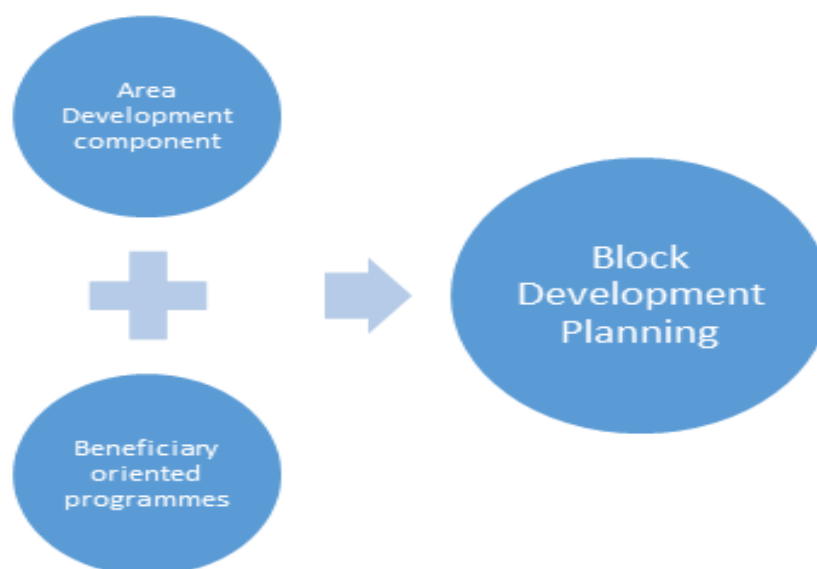 Area
Development
component
Beneficiary
oriented
programmes
Block
Development
Planning